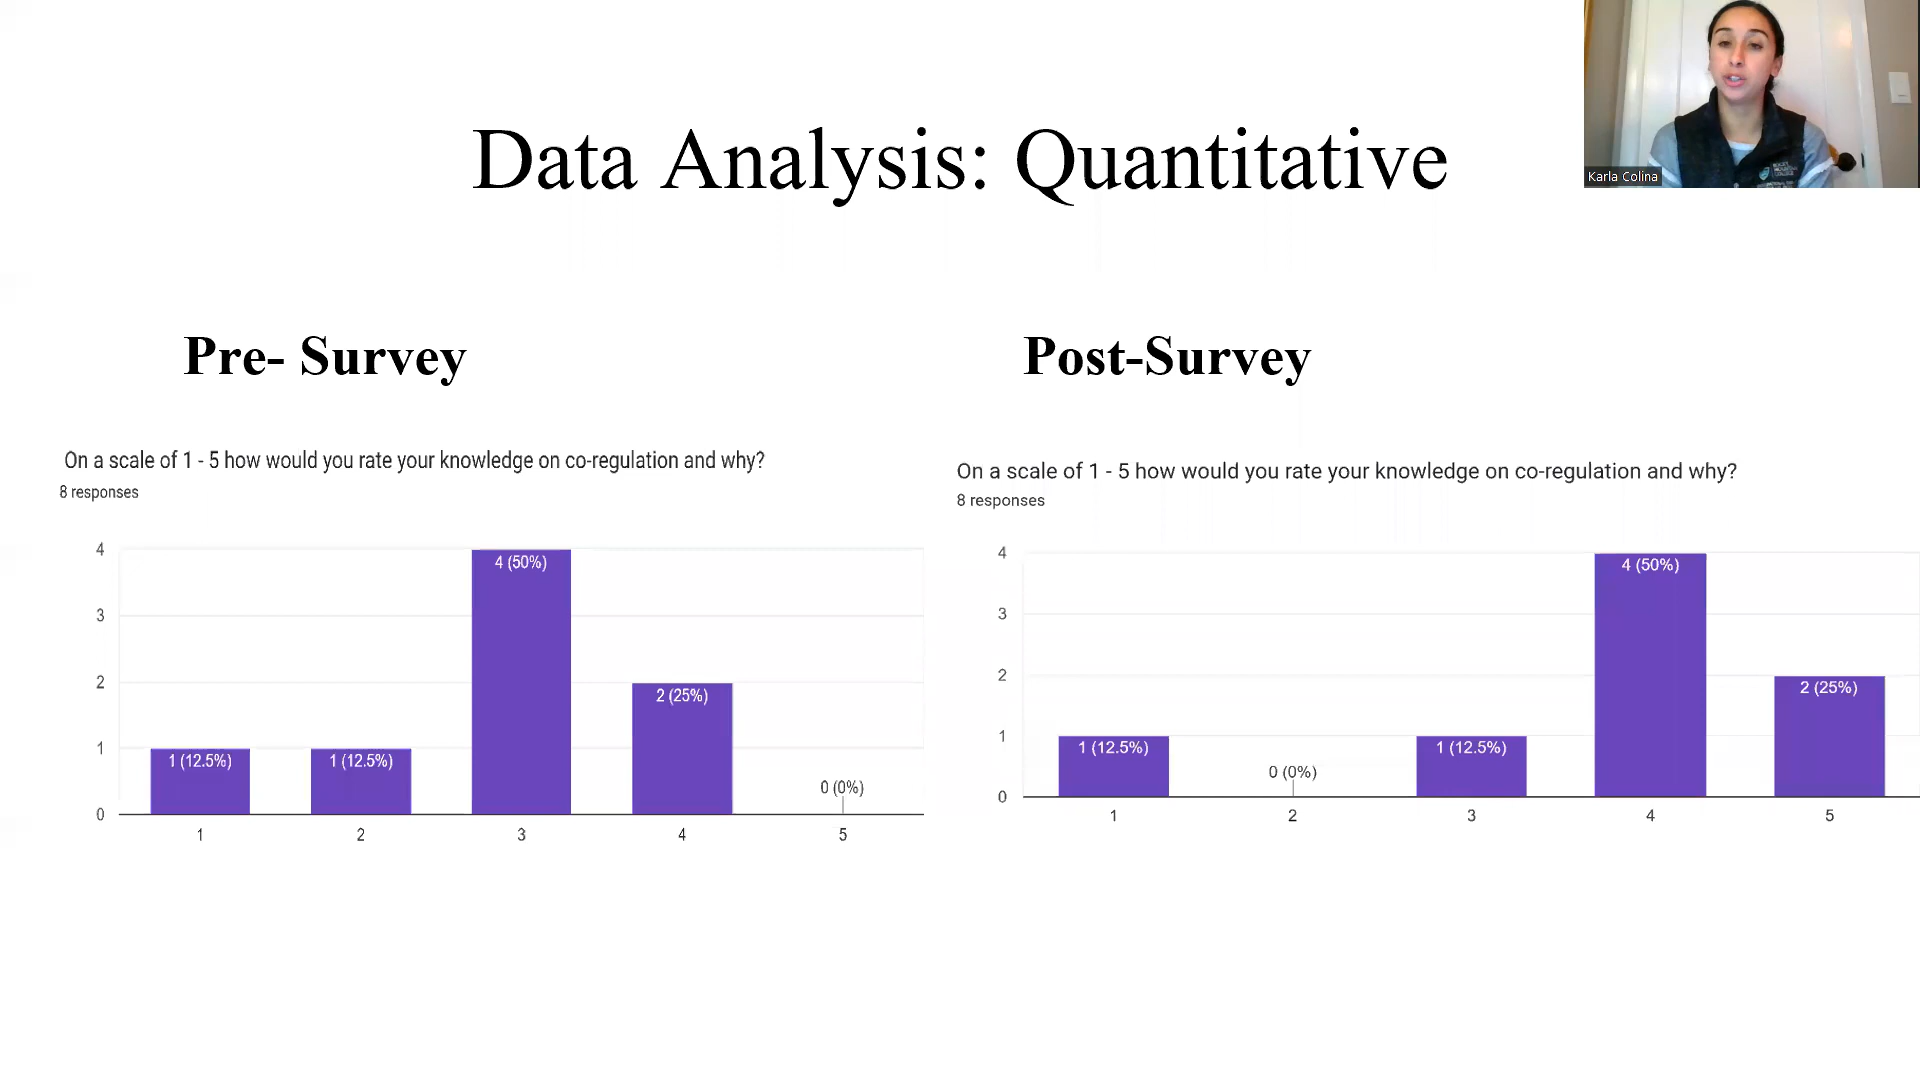 Data Analysis: Quantitative
Karla Colina
Pre- Survey
Post-Survey
On a scale of 1 - 5 how would you rate your knowledge on co-regulation and why?
8 responses
4
3
2
1
0
1 (12.5%)
1 (12.5%)
4 (50%)
2 (25%)
0 (0%)
1 2 3 4 5
On a scale of 1 - 5 how would you rate your knowledge on co-regulation and why?
8 responses
4
3
2
1
0
1 (12.5%)
0 (0%)
1 (12.5%)
4 (50%)
2 (25%)
1 2 3 4 5